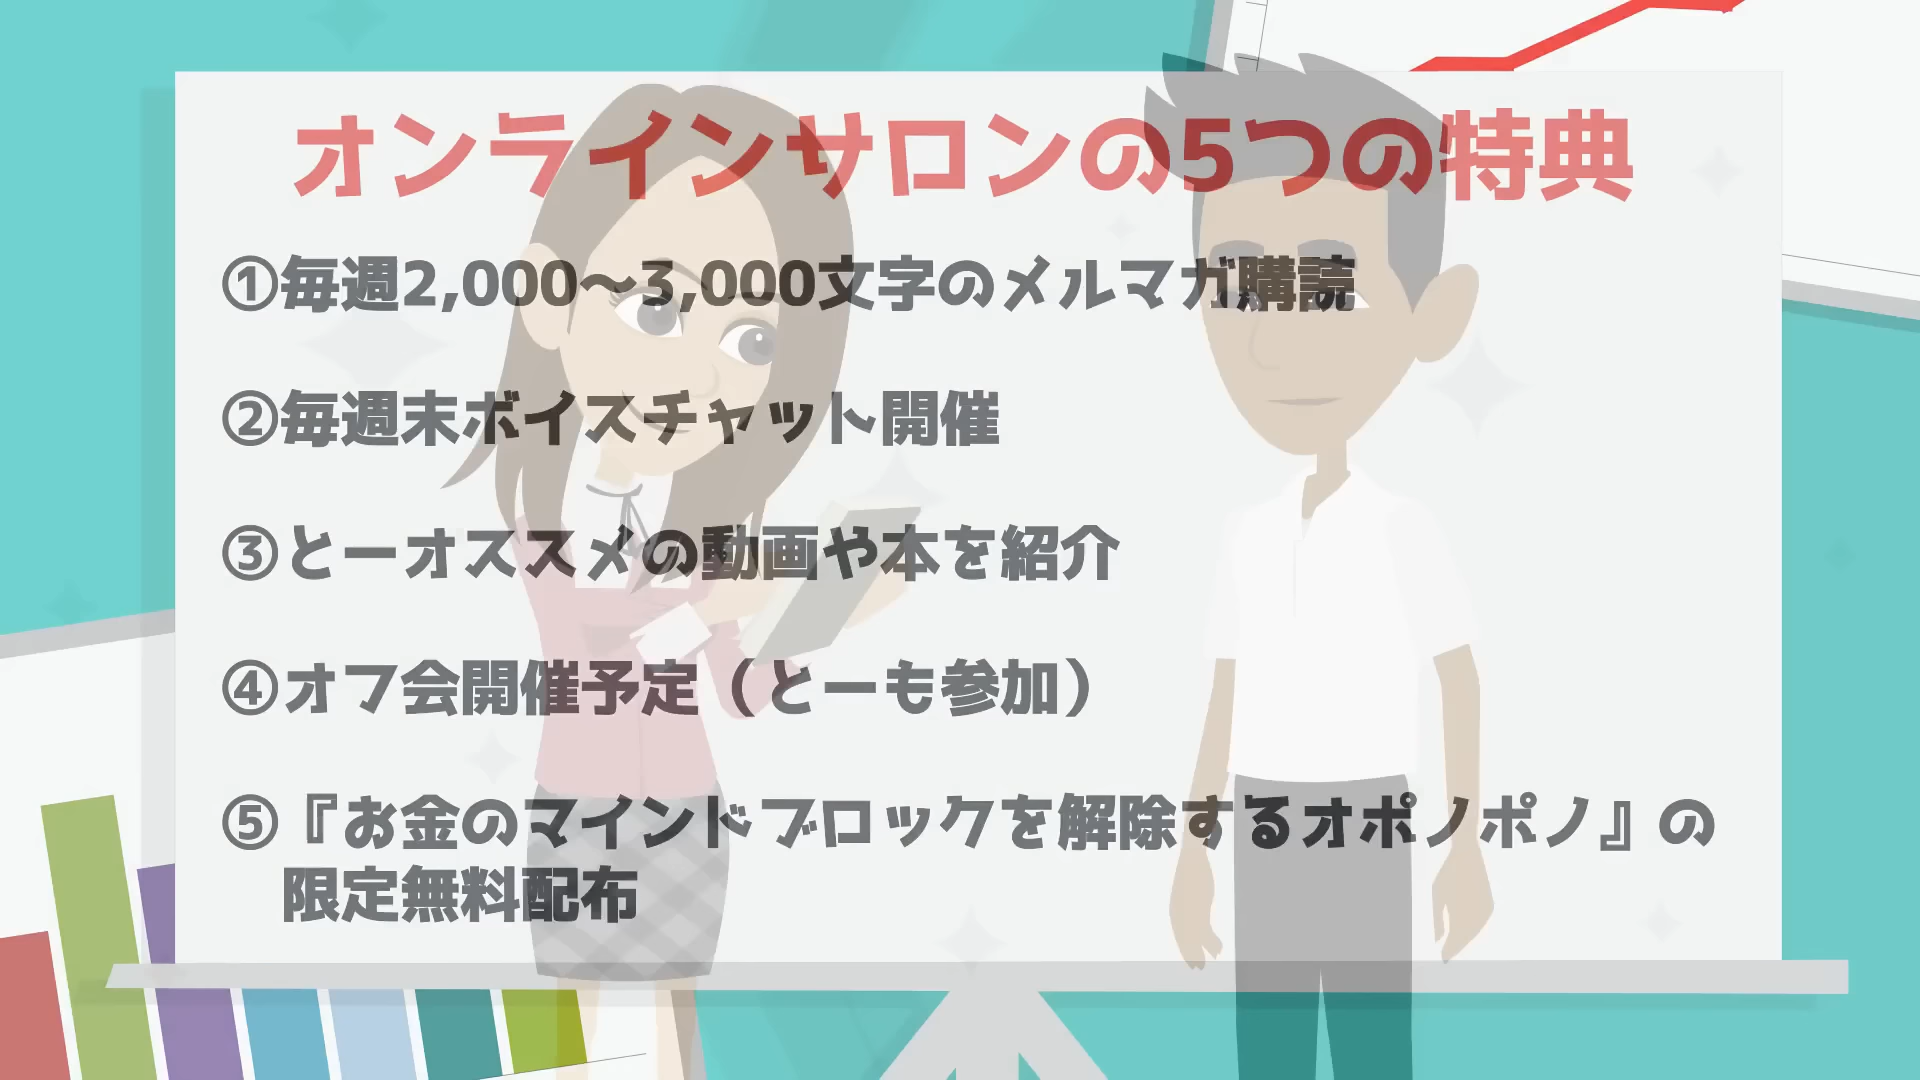 オンラインサロンの5つの特典
①毎週2,000～3,000文字のメルマガ購読
②毎週末ボイスチャット開催
③とーオススメの動画や本を紹介
④オフ会開催予定（とーも参加）
⑤『お金のマインドブロックを解除するオポノポノ』の
限定無料配布